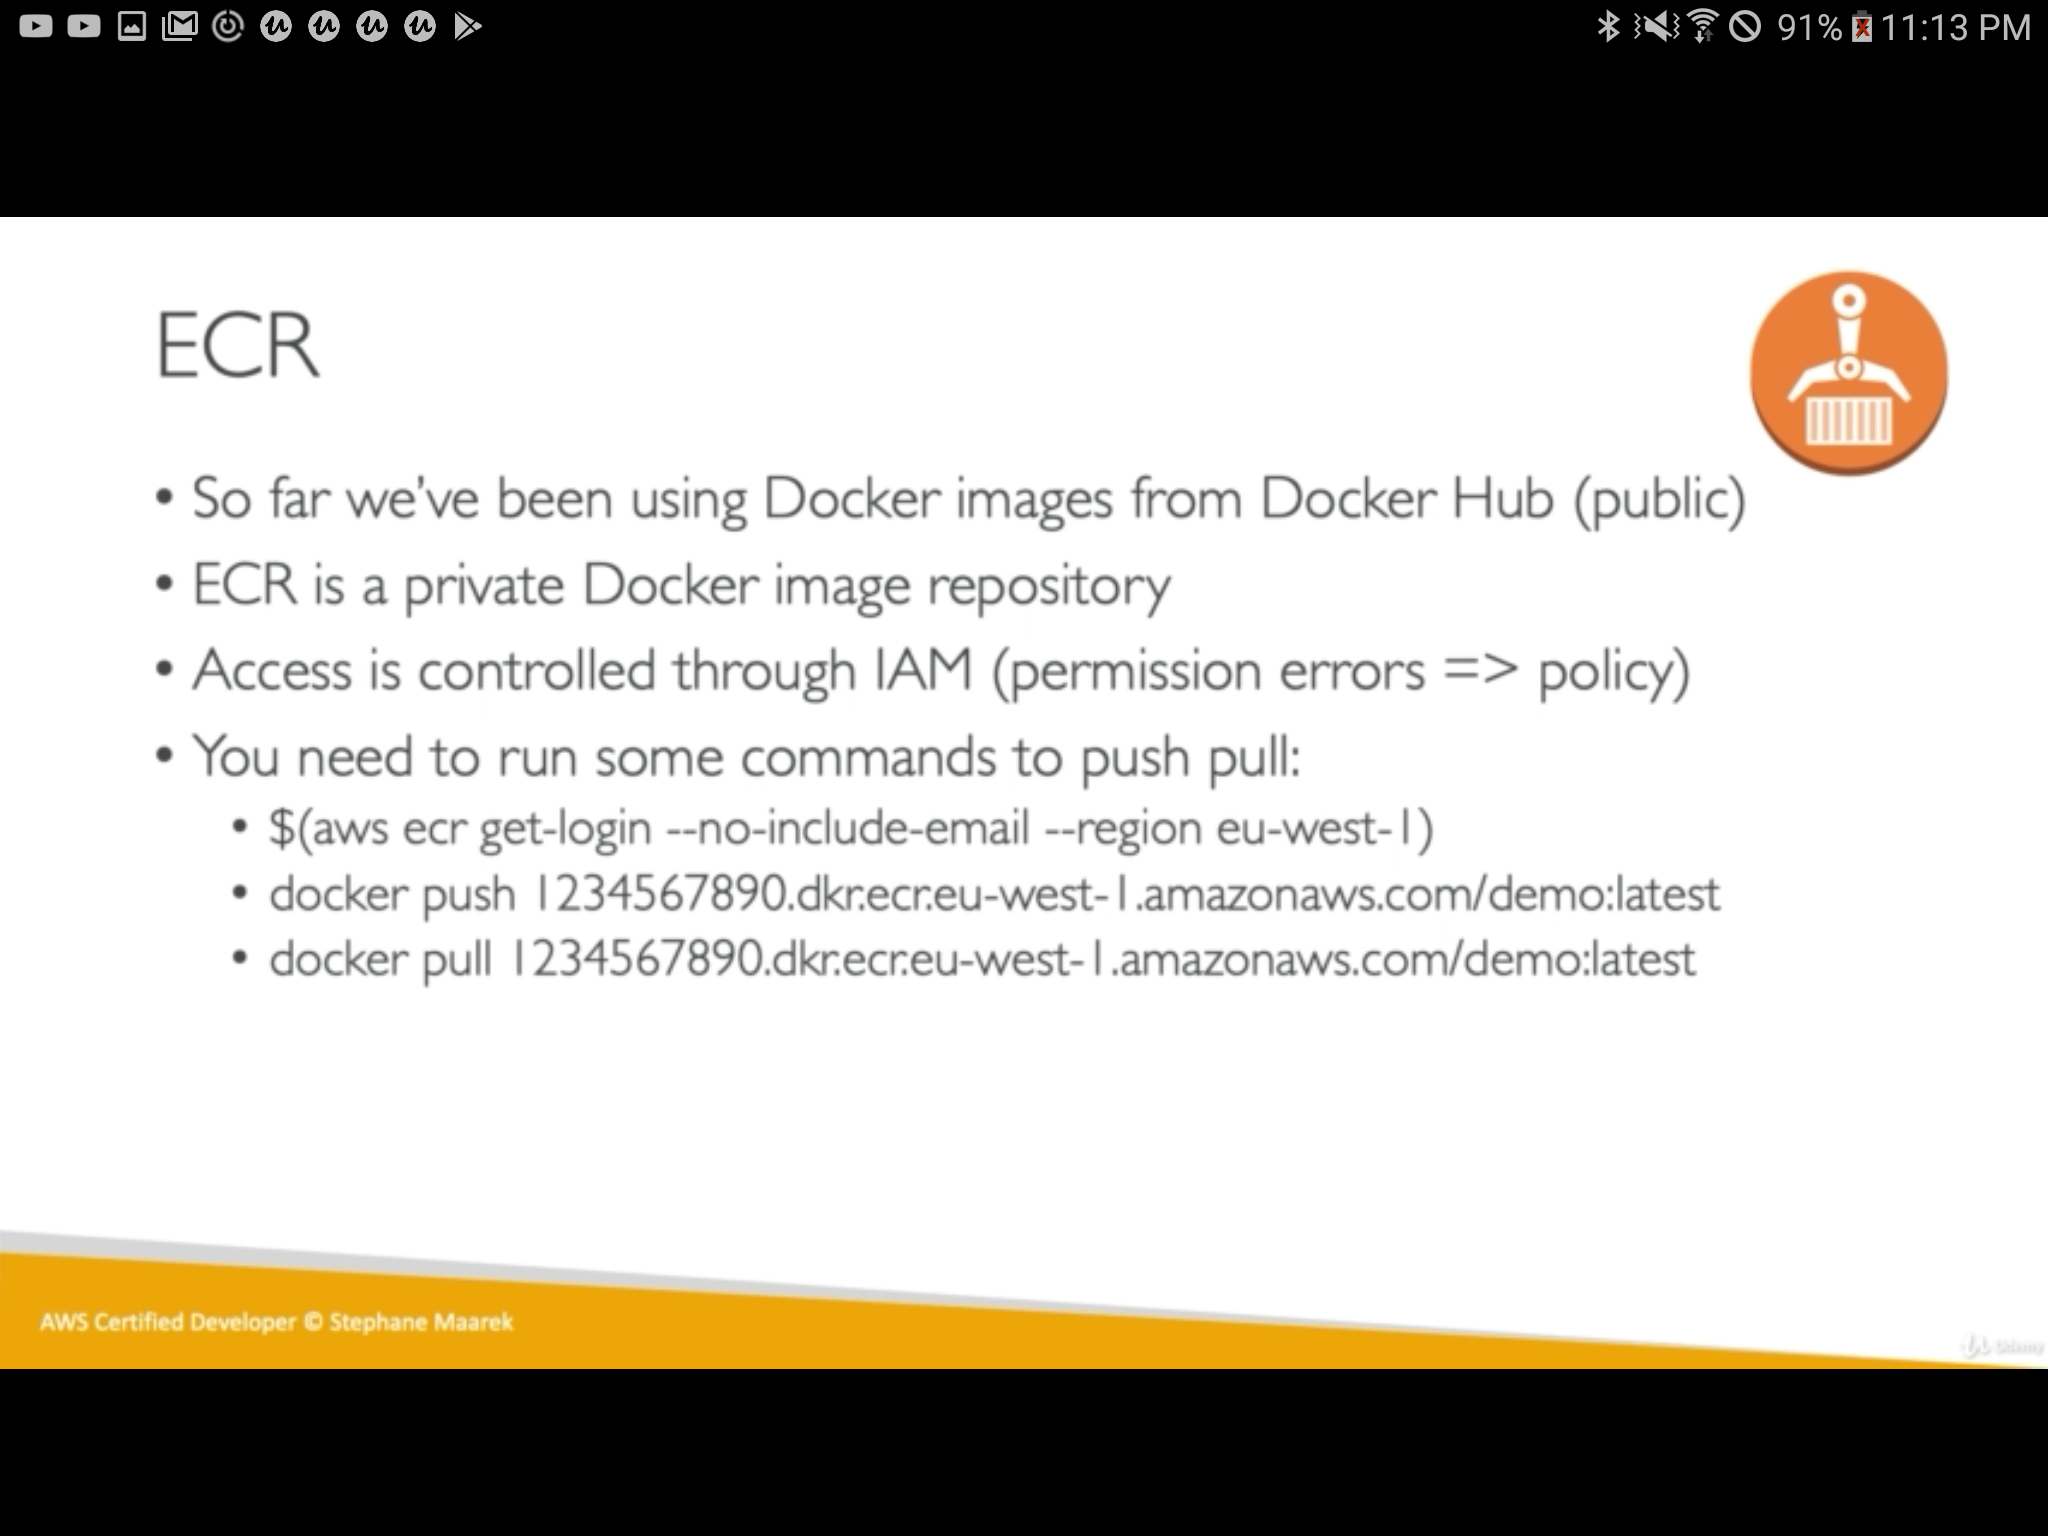 91% 11:13 PM
ECR
• So far we've been using Docker images from Docker Hub (public)
• ECR is a private Docker image repository
• Access is controlled through IAM (permission errors => policy)
• You need to run some commands to push pull:
• $(aws ecr get-login --no-include-email --region eu-west-1)
• docker push 1234567890.dkr.ecr.eu-west-1.amazonaws.com/demo:latest
• docker pull 1234567890.dkr.ecr.eu-west-1.amazonaws.com/demo:latest
AWS Certified Developer © Stephane Maarek
Udemy